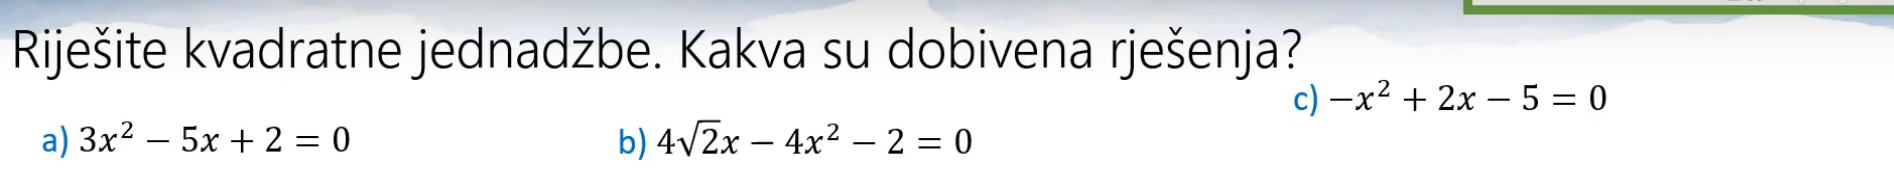 Riješite kvadratne jednadžbe. Kakva su dobivena rješenja?
a) 3x² − 5x + 2 = 0
b) 4√2x − 4x² − 2 = 0
c) −x² + 2x − 5 = 0